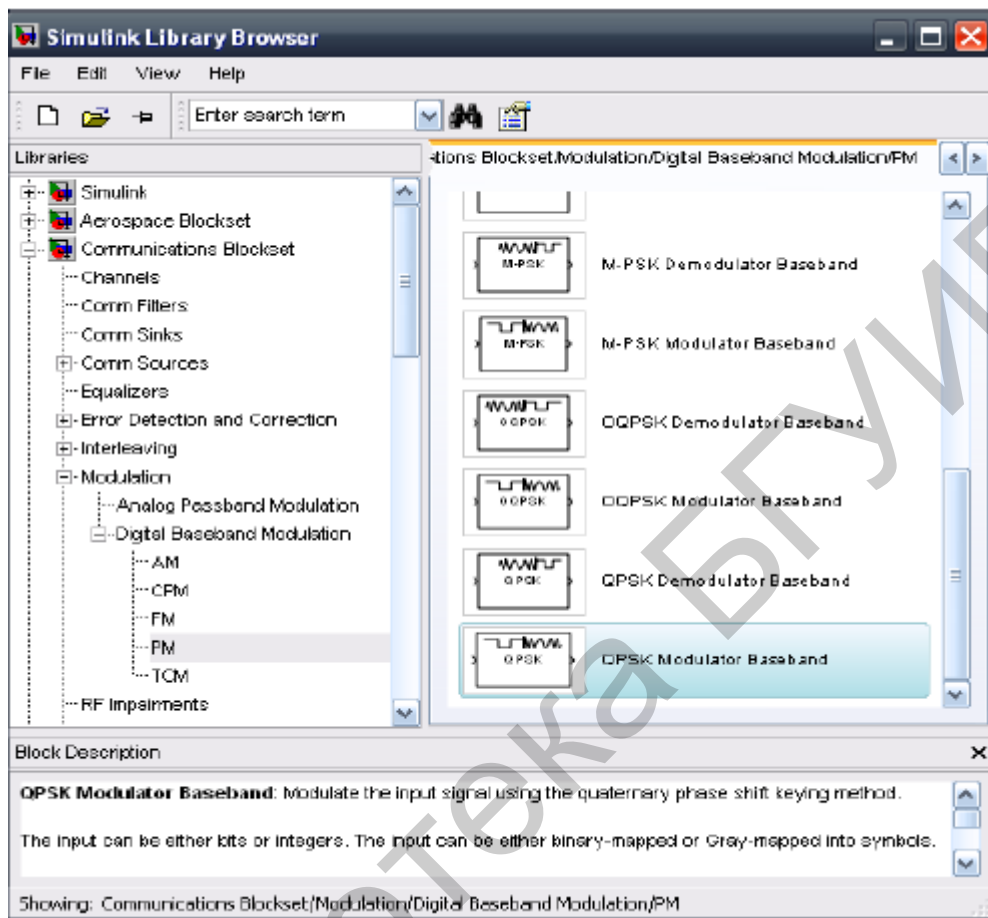 Simulink Library Browser
File Edit View Help
Enter search term
Libraries
tions Blockset/Modulation/Digital Baseband Modulation/PM
Simulink
Aerospace Blockset
Communications Blockset
Channels
Comm Filters
Comm Sinks
Comm Sources
Equalizers
Error Detection and Correction
Interleaving
Modulation
Analog Passband Modulation
Digital Baseband Modulation
AM
CPM
FM
PM
TCM
RF Impairments
M-PSK
M-PSK Demodulator Baseband
M-PSK
M-PSK Modulator Baseband
OQPSK
OQPSK Demodulator Baseband
OQPSK
OQPSK Modulator Baseband
QPSK
QPSK Demodulator Baseband
QPSK
QPSK Modulator Baseband
Block Description
QPSK Modulator Baseband: Modulate the input signal using the quaternary phase shift keying method.
The input can be either bits or integers. The input can be either binary-mapped or Gray-mapped into symbols.
Showing: Communications Blockset/Modulation/Digital Baseband Modulation/PM
отека БГУИ